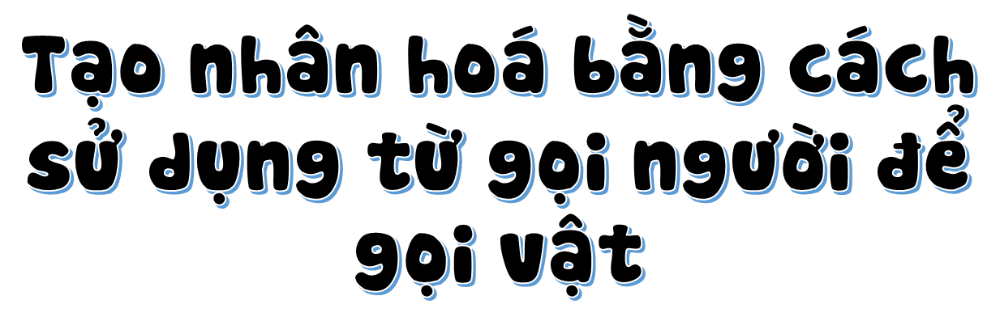 Tạo nhân hoá bằng cách
sử dụng từ gọi người để
gọi vật